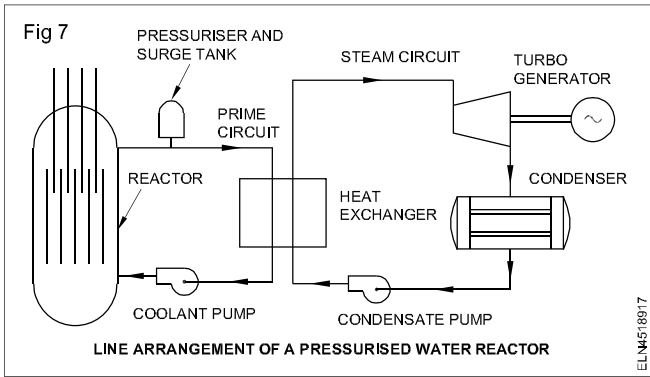 Fig 7
PRESSURISER AND
SURGE TANK
STEAM CIRCUIT
TURBO
GENERATOR
PRIME
CIRCUIT
REACTOR
HEAT
EXCHANGER
CONDENSER
COOLANT PUMP
CONDENSATE PUMP
LINE ARRANGEMENT OF A PRESSURISED WATER REACTOR
ELN4518917